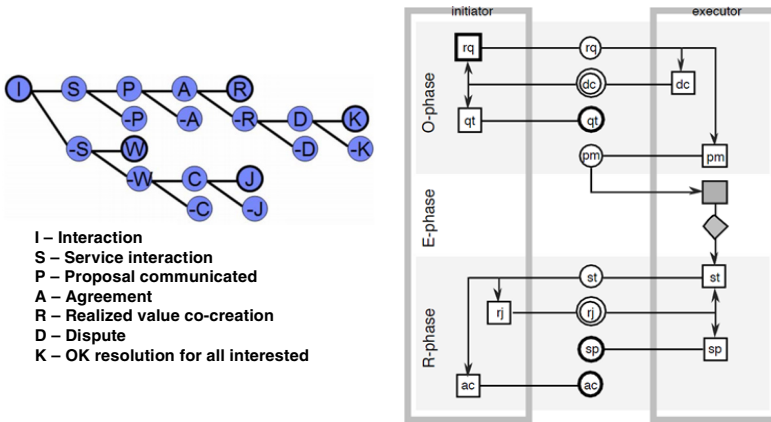 I S P A R
-P -A -R D K
-S W -D -K
-W C J
-C -J
I – Interaction
S – Service interaction
P – Proposal communicated
A – Agreement
R – Realized value co-creation
D – Dispute
K – OK resolution for all interested
initiator executor
O-phase
rq rq
dc dc
qt qt
pm pm
E-phase
R-phase
st st
rj rj
sp sp
ac ac